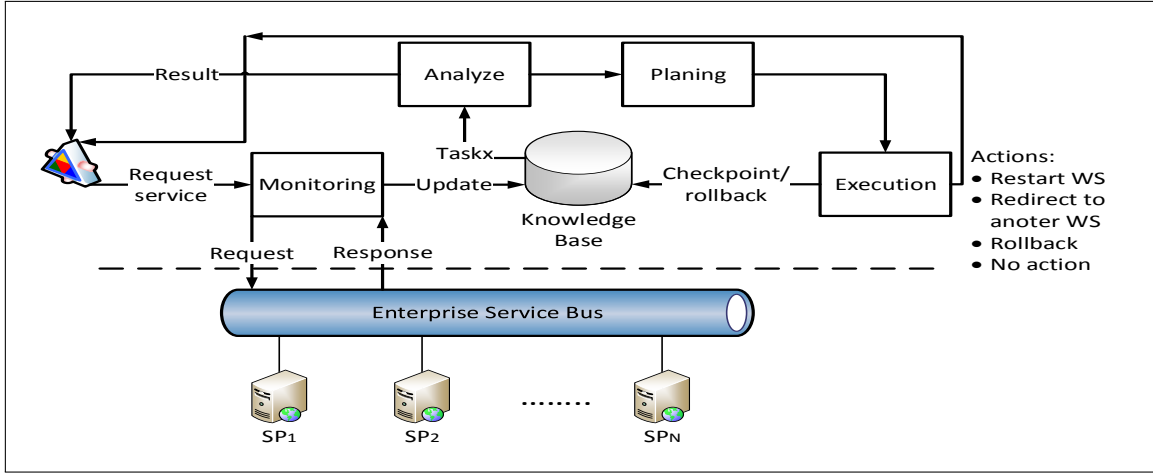 Result
Analyze
Planing
Taskx
Request
service
Monitoring
Update
Knowledge
Base
Checkpoint/
rollback
Execution
Actions:
• Restart WS
• Redirect to
anoter WS
• Rollback
• No action
Request
Response
Enterprise Service Bus
SP1
SP2
........
SPN